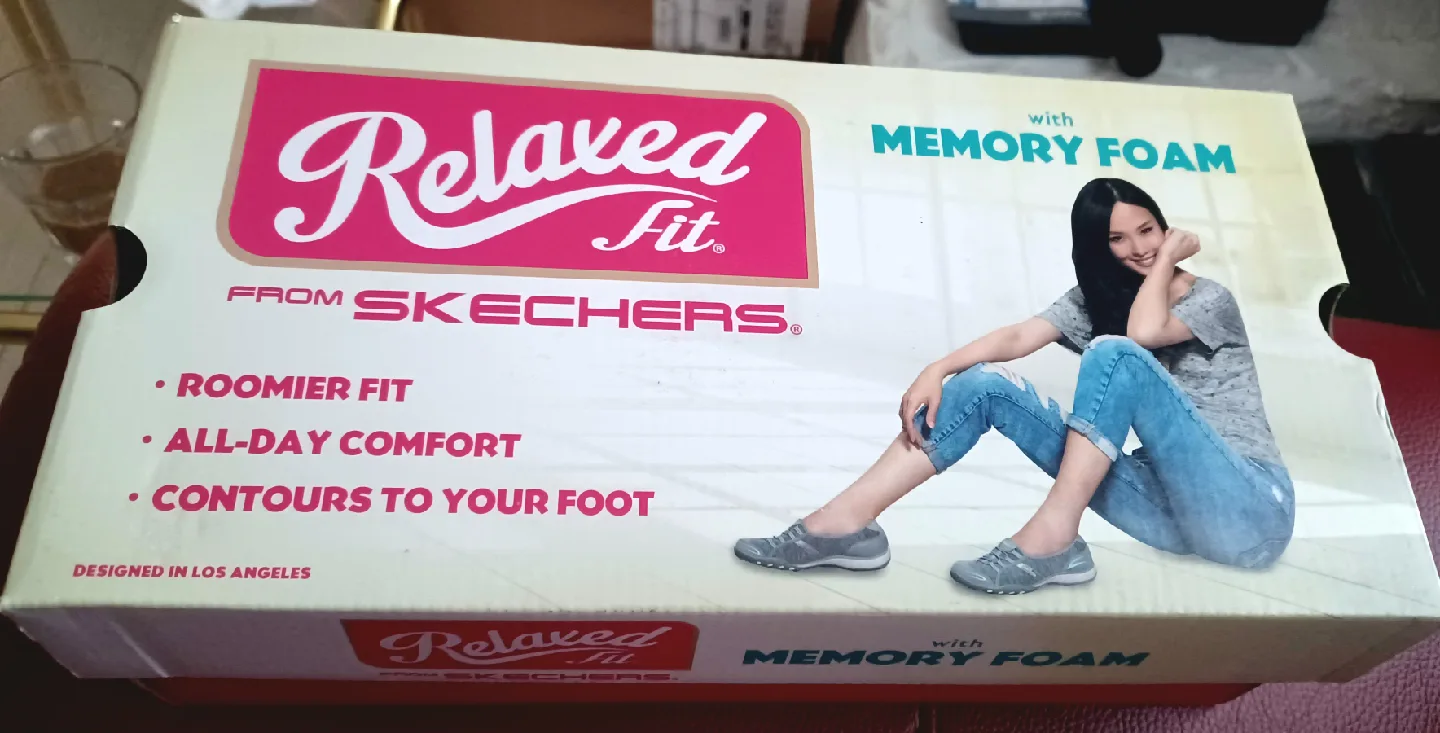 Relaxed
Fit®
FROM SKECHERS®
with
MEMORY FOAM
• ROOMIER FIT
• ALL-DAY COMFORT
• CONTOURS TO YOUR FOOT
DESIGNED IN LOS ANGELES
Relaxed
Fit
FROM SKECHERS.
with
MEMORY FOAM